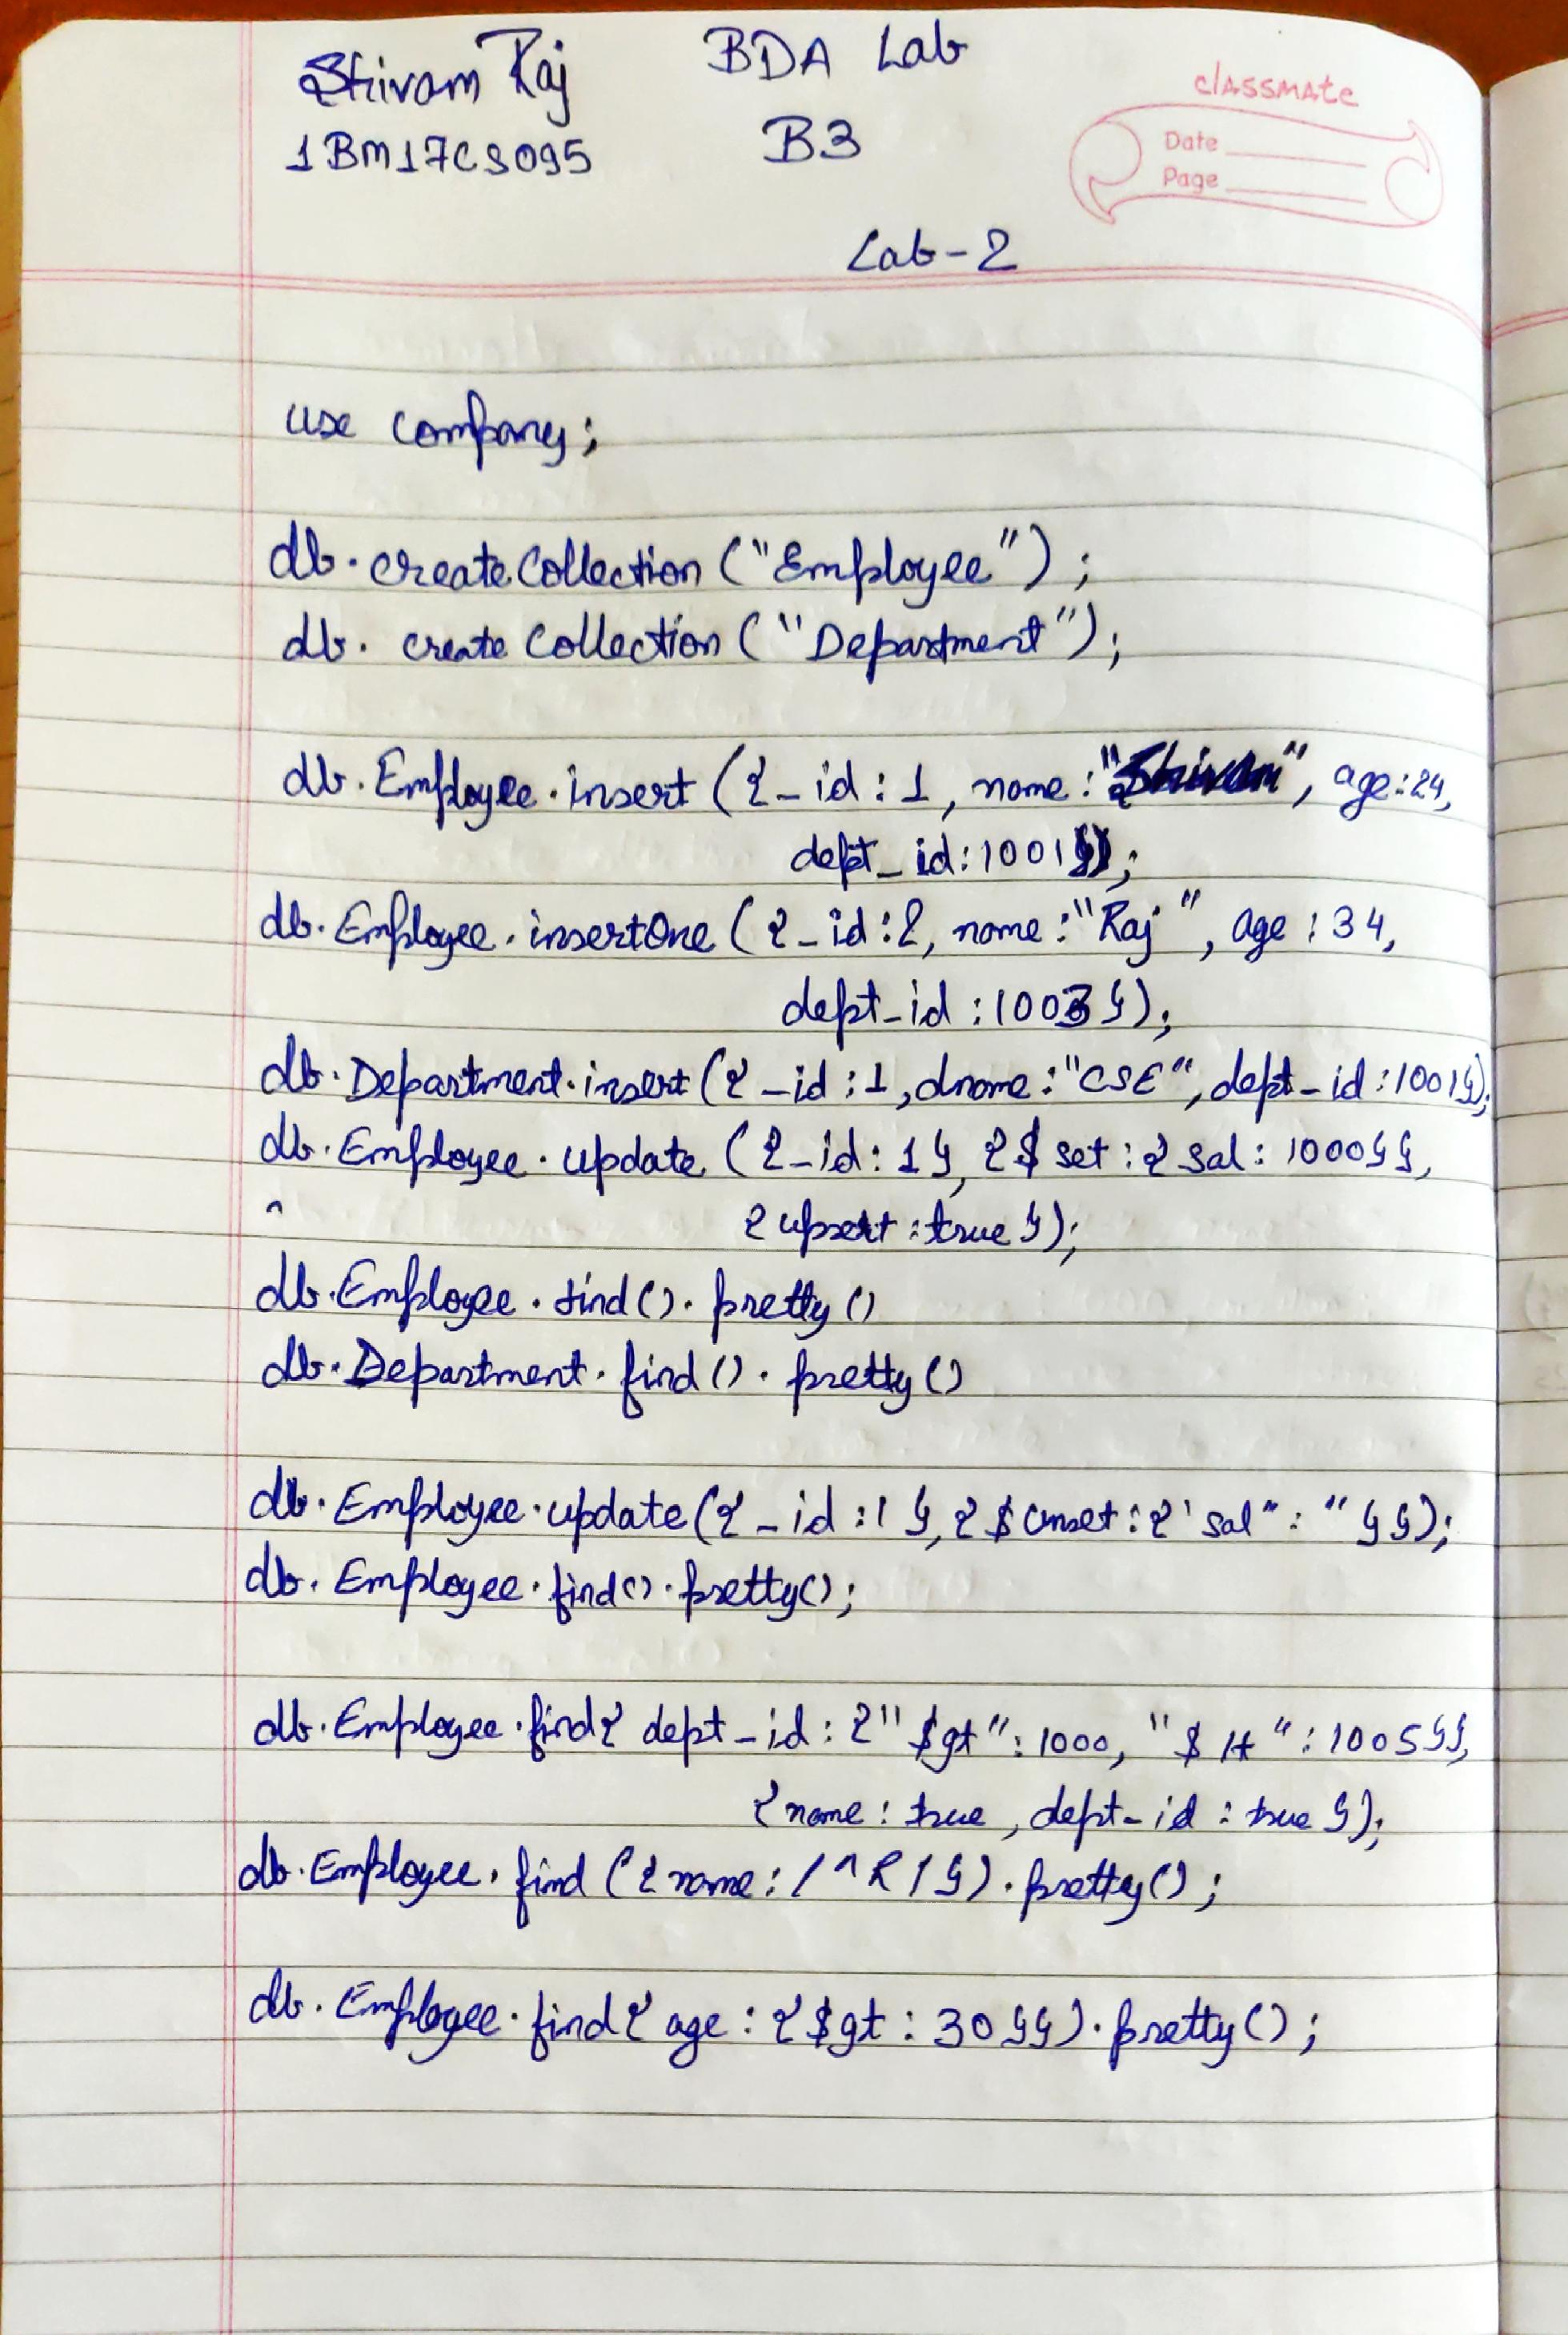 Shivam Raj BDA Lab
classmate
1BM17CS095 B3
Date
Page
Lab-2
use company;
db.createCollection("Employee");
db.createCollection("Department");
db.Employee.insert({_id:1, name:"Shivam", age:24,
dept_id:1001});
db.Employee.insertOne({_id:2, name:"Raj", age:34,
dept_id:1003});
db.Department.insert({_id:1, dname:"CSE", dept_id:1001});
db.Employee.update({_id:1}, {$set:{sal:1000}},
{upsert:true});
db.Employee.find().pretty()
db.Department.find().pretty()
db.Employee.update({_id:1}, {$unset:{'sal":"}});
db.Employee.find().pretty();
db.Employee.find{dept_id:{"$gt":1000, "$lt":1005}},
{name:true, dept_id:true});
db.Employee.find({name:/^R/}).pretty();
db.Employee.find{age:{$gt:30}}).pretty();